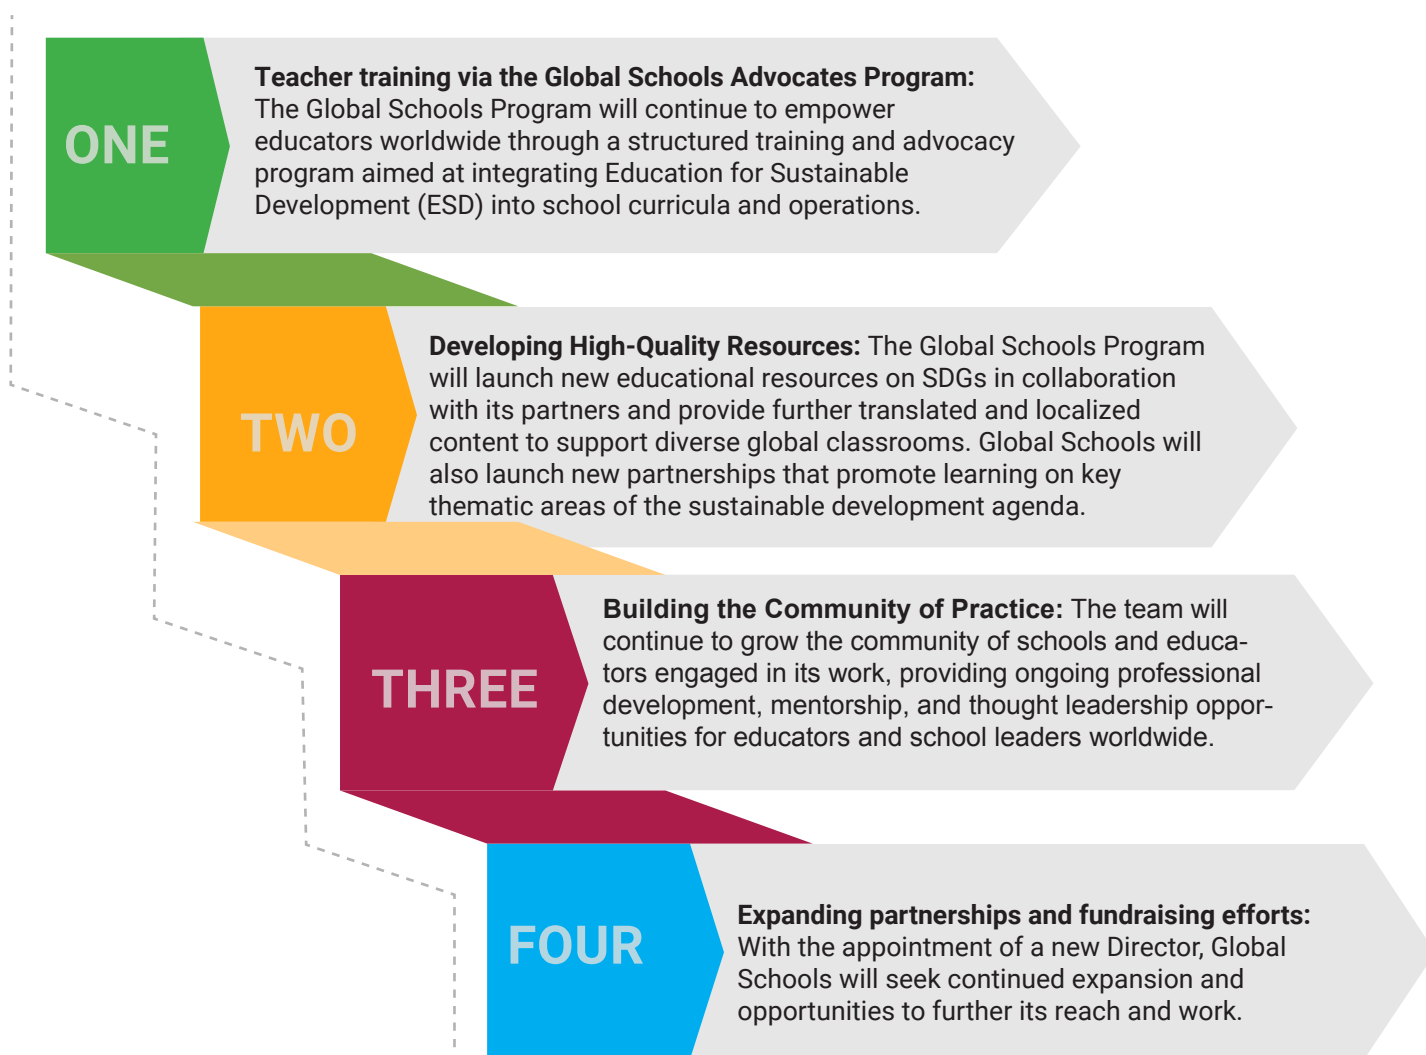 ONE
Teacher training via the Global Schools Advocates Program:
The Global Schools Program will continue to empower
educators worldwide through a structured training and advocacy
program aimed at integrating Education for Sustainable
Development (ESD) into school curricula and operations.
TWO
Developing High-Quality Resources: The Global Schools Program
will launch new educational resources on SDGs in collaboration
with its partners and provide further translated and localized
content to support diverse global classrooms. Global Schools will
also launch new partnerships that promote learning on key
thematic areas of the sustainable development agenda.
THREE
Building the Community of Practice: The team will
continue to grow the community of schools and educa-
tors engaged in its work, providing ongoing professional
development, mentorship, and thought leadership oppor-
tunities for educators and school leaders worldwide.
FOUR
Expanding partnerships and fundraising efforts:
With the appointment of a new Director, Global
Schools will seek continued expansion and
opportunities to further its reach and work.